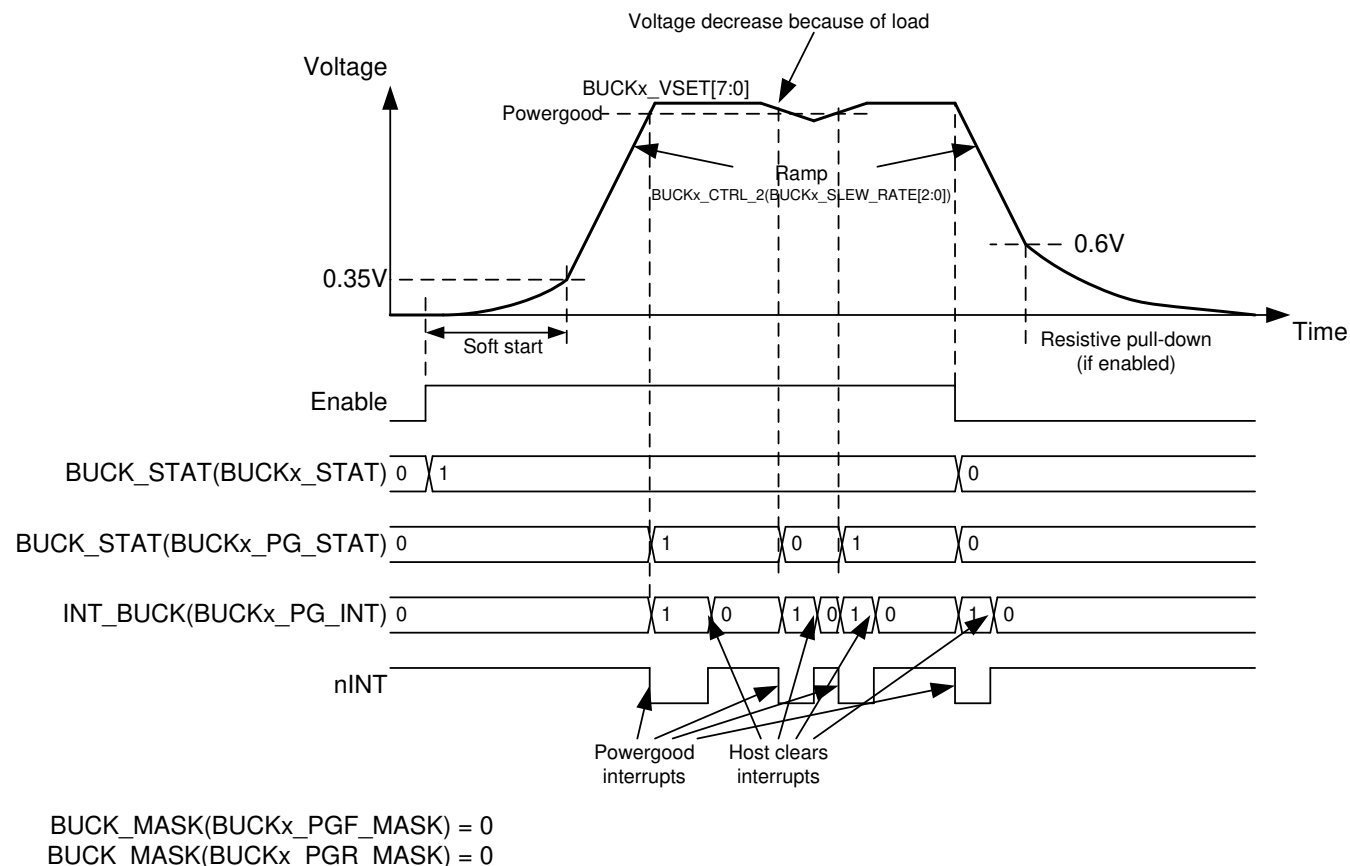 Voltage decrease because of load
Voltage
BUCKx_VSET[7:0]
Powergood
Ramp
BUCKx_CTRL_2(BUCKx_SLEW_RATE[2:0])
0.6V
0.35V
Time
Soft start
Resistive pull-down
(if enabled)
Enable
BUCK_STAT(BUCKx_STAT) 0 1 0
BUCK_STAT(BUCKx_PG_STAT) 0 1 0 1 0
INT_BUCK(BUCKx_PG_INT) 0 1 0 1 0 1 0 1 0
nINT
Powergood
interrupts
Host clears
interrupts
BUCK_MASK(BUCKx_PGF_MASK) = 0
BUCK_MASK(BUCKx_PGR_MASK) = 0